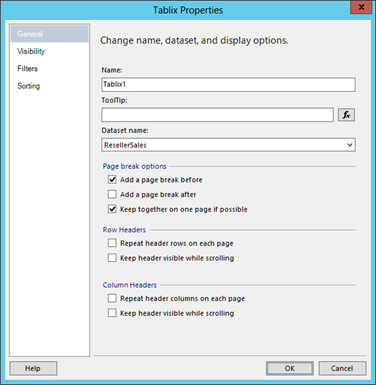 Tablix Properties
x
General
Visibility
Filters
Sorting
Change name, dataset, and display options.
Name:
Tablix1
ToolTip:
fx
Dataset name:
ResellerSales
Page break options
Add a page break before
Add a page break after
Keep together on one page if possible
Row Headers
Repeat header rows on each page
Keep header visible while scrolling
Column Headers
Repeat header columns on each page
Keep header visible while scrolling
Help
OK
Cancel